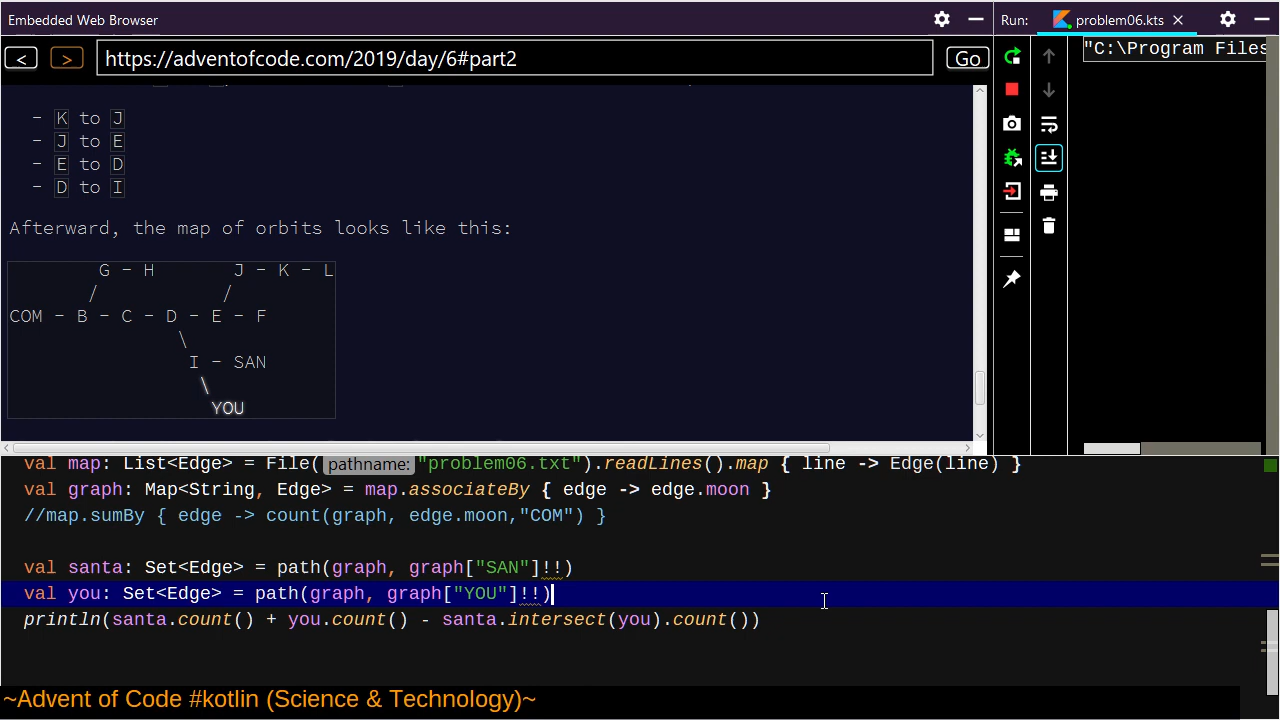 Embedded Web Browser
Run: problem06.kts
< > https://adventofcode.com/2019/day/6#part2 Go
"C:\Program Files
- K to J
- J to E
- E to D
- D to I
Afterward, the map of orbits looks like this:
G - H J - K - L
/ /
COM - B - C - D - E - F
\
I - SAN
\
YOU
val map: List<Edge> = File( pathname: "problem06.txt").readLines().map { line -> Edge(line) }
val graph: Map<String, Edge> = map.associateBy { edge -> edge.moon }
//map.sumBy { edge -> count(graph, edge.moon,"COM") }
val santa: Set<Edge> = path(graph, graph["SAN"]!!)
val you: Set<Edge> = path(graph, graph["YOU"]!!)
println(santa.count() + you.count() - santa.intersect(you).count())
~Advent of Code #kotlin (Science & Technology)~